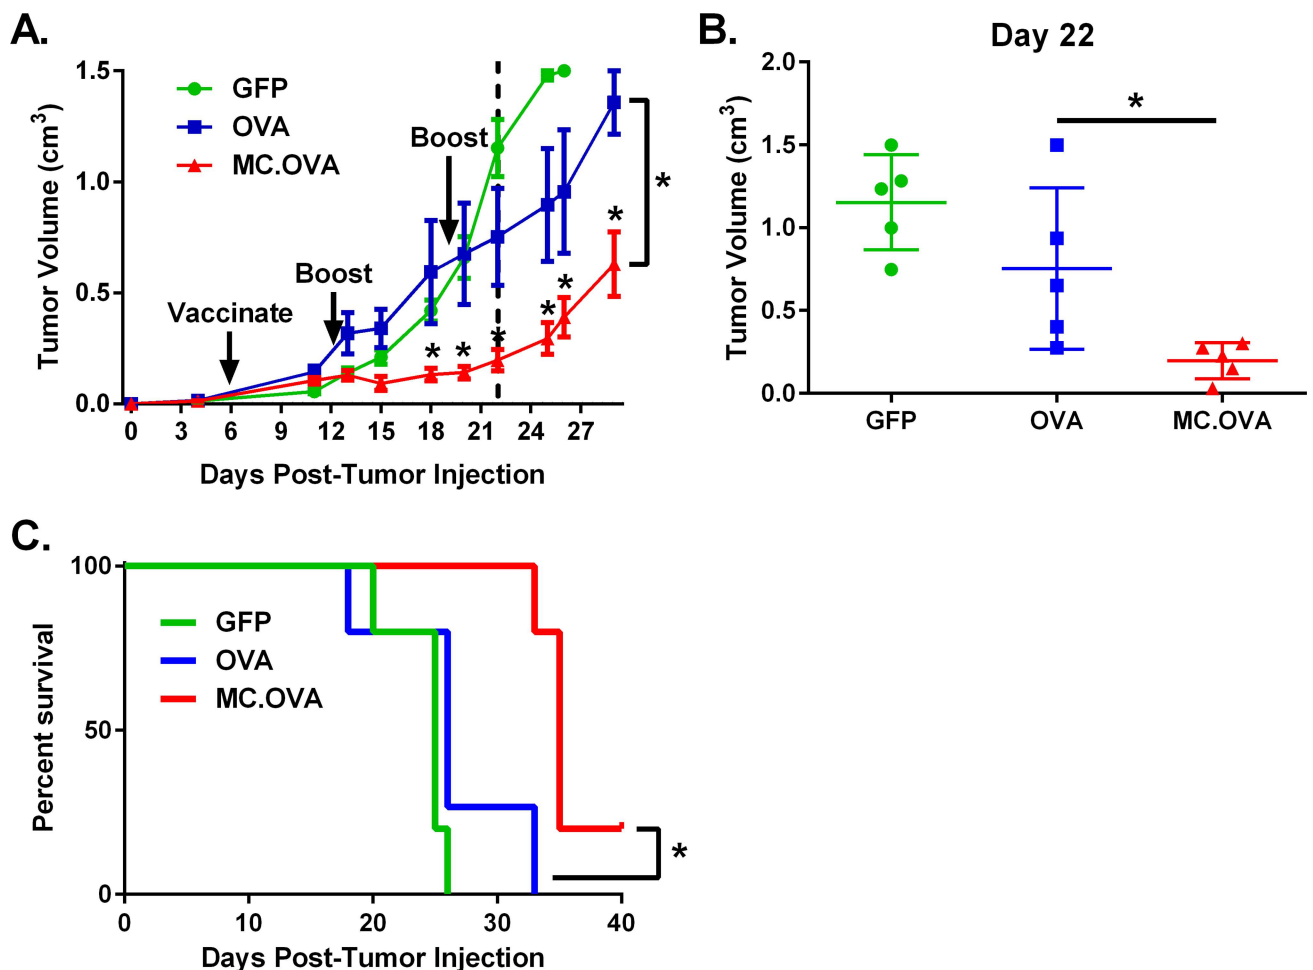 A.
GFP
OVA
MC.OVA
Vaccinate
Boost
Boost
*
*
*
*
*
*
*
1.5
1.0
0.5
0.0
Tumor Volume (cm3)
0 3 6 9 12 15 18 21 24 27
Days Post-Tumor Injection
B.
Day 22
*
2.0
1.5
1.0
0.5
0.0
Tumor Volume (cm3)
GFP OVA MC.OVA
C.
GFP
OVA
MC.OVA
*
100
50
0
Percent survival
0 10 20 30 40
Days Post-Tumor Injection